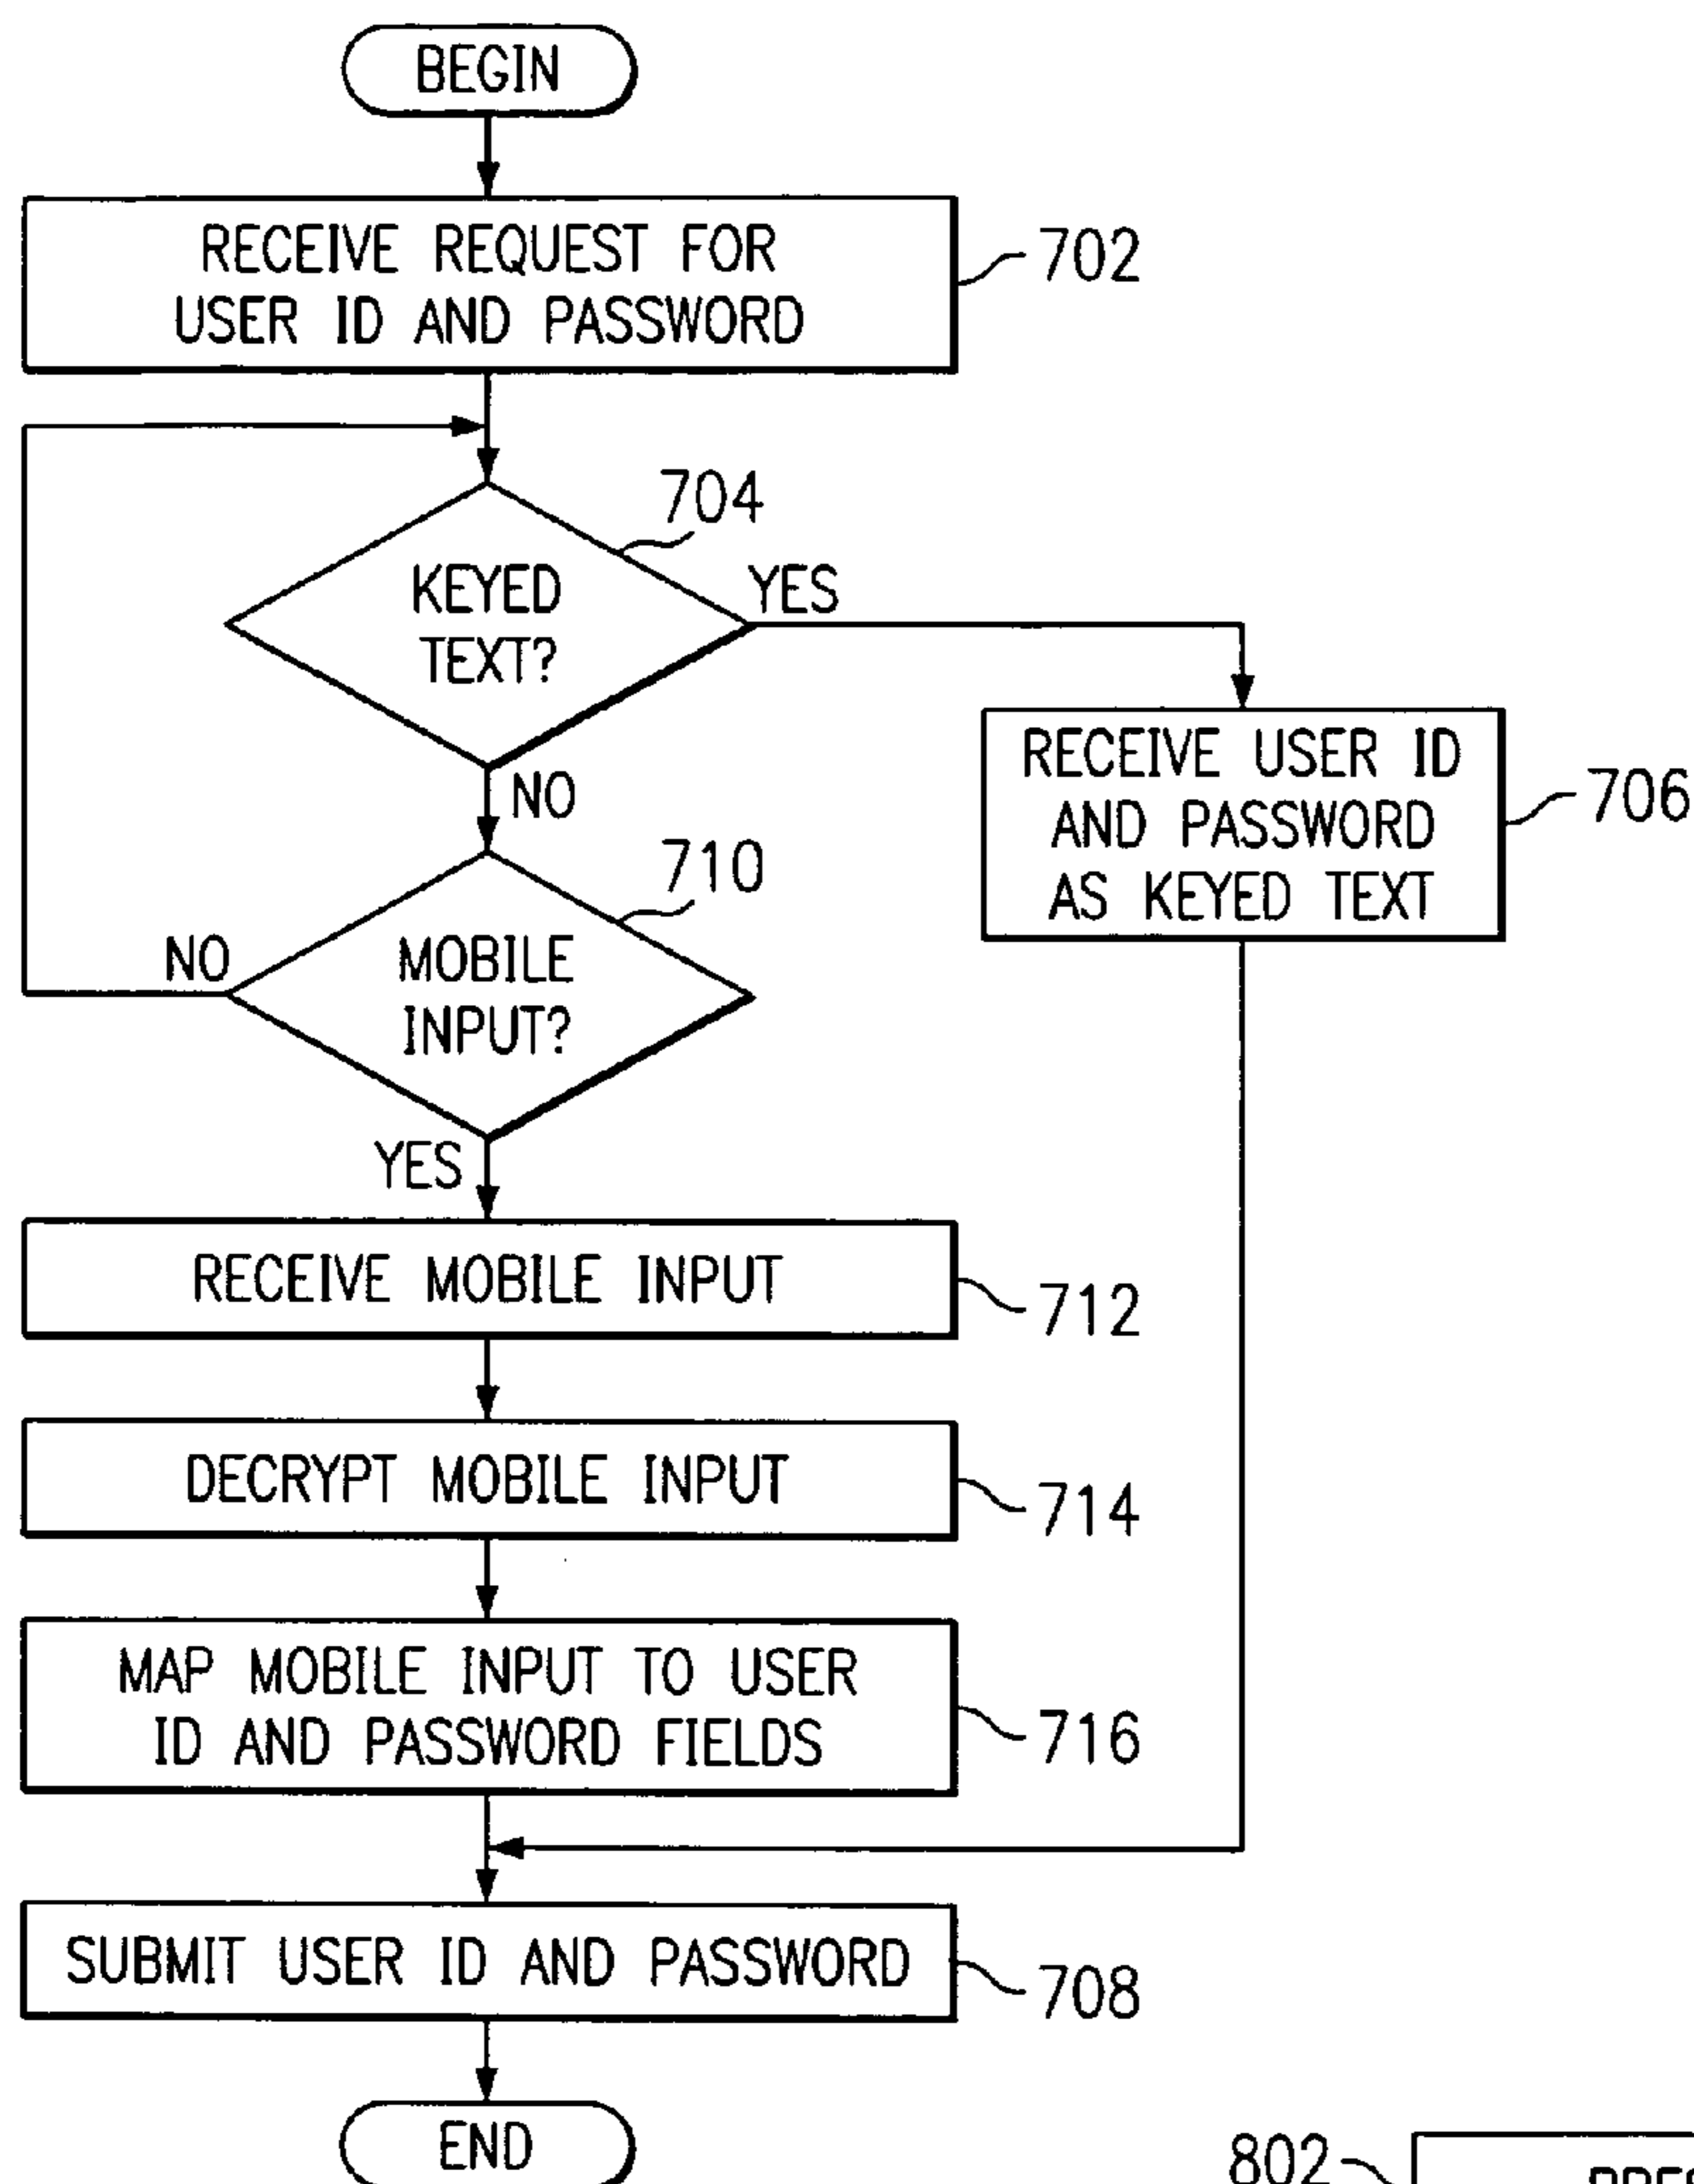 BEGIN
RECEIVE REQUEST FOR
USER ID AND PASSWORD
702
704
KEYED
TEXT?
YES
NO
RECEIVE USER ID
AND PASSWORD
AS KEYED TEXT
706
710
MOBILE
INPUT?
NO
YES
RECEIVE MOBILE INPUT
712
DECRYPT MOBILE INPUT
714
MAP MOBILE INPUT TO USER
ID AND PASSWORD FIELDS
716
SUBMIT USER ID AND PASSWORD
708
END
802